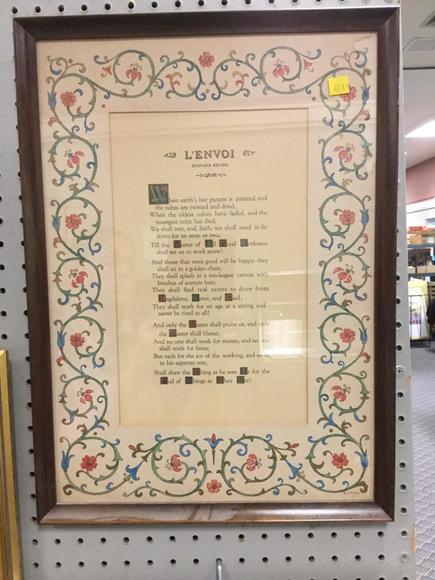 L'ENVOI
RUDYARD KIPLING
When earth's last picture is painted, and
the tubes are twisted and dried,
When the oldest colors have faded, and the
youngest critic has died,
We shall rest, and, faith, we shall need it—lie
down for an aeon or two,
Till the Master of All Good Workmen
shall set us to work anew!
And those that were good will be happy: they
shall sit in a golden chair;
They shall splash at a ten-league canvas with
brushes of comets hair;
They shall find real saints to draw from
Magdalene, Peter, and Paul;
They shall work for an age at a sitting and
never be tired at all!
And only the Master shall praise us, and only
the Master shall blame;
And no one shall work for money, and no one
shall work for fame;
But each for the joy of the working, and each
in his separate star,
Shall draw the Thing as he sees It for the
God of Things as They Are!